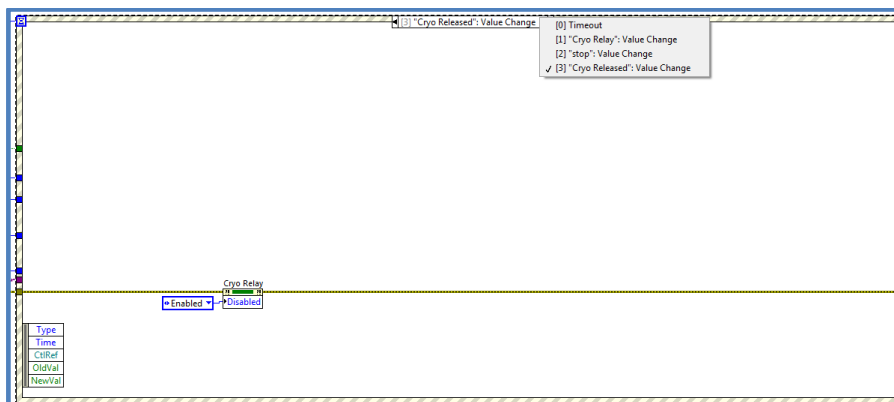 [3] "Cryo Released": Value Change
[0] Timeout
[1] "Cryo Relay": Value Change
[2] "stop": Value Change
✓ [3] "Cryo Released": Value Change
Cryo Relay
Enabled
Disabled
Type
Time
CtlRef
OldVal
NewVal